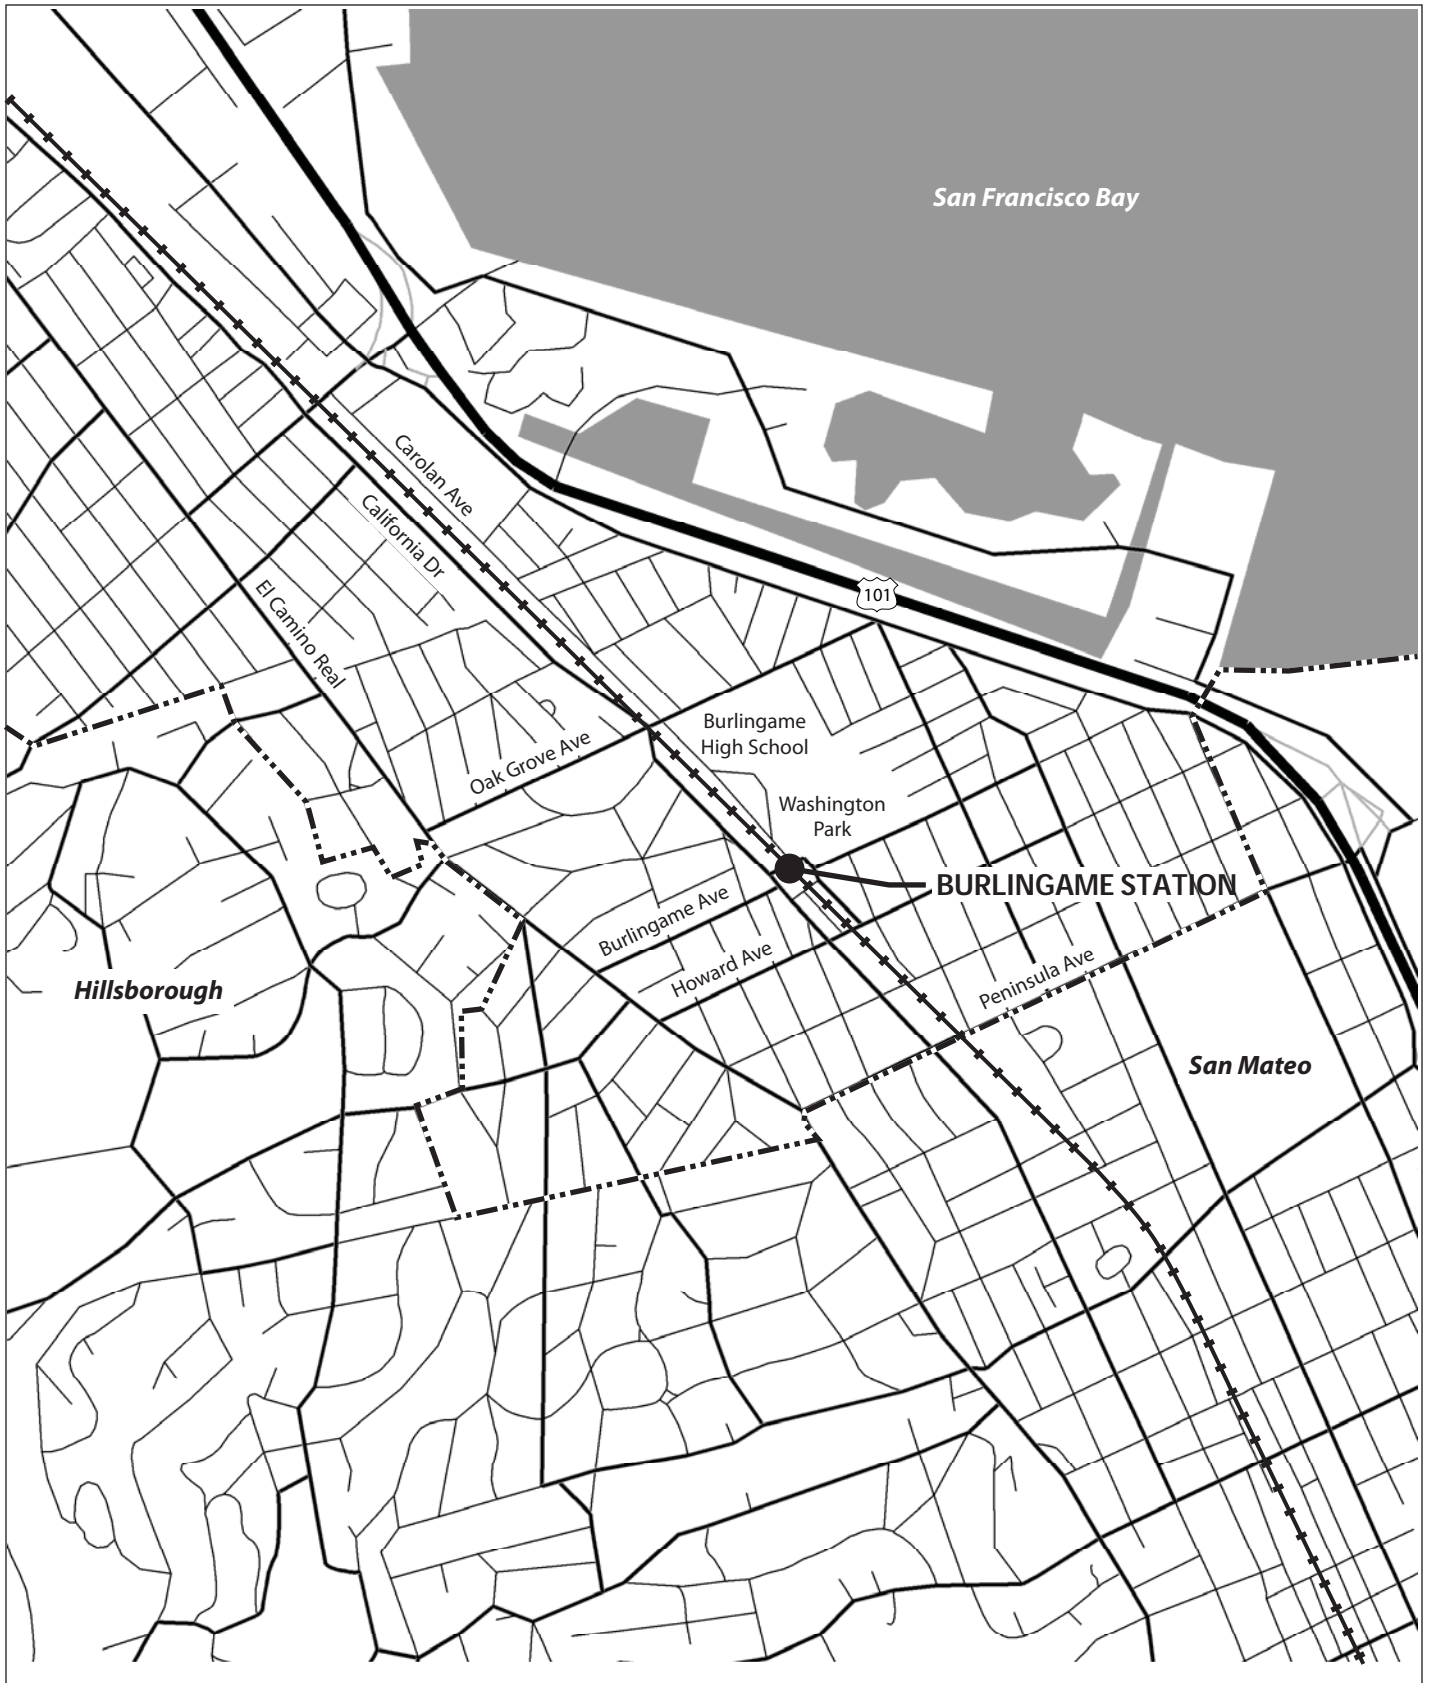 San Francisco Bay
Carolan Ave
California Dr
El Camino Real
101
Burlingame
High School
Oak Grove Ave
Washington
Park
BURLINGAME STATION
Burlingame Ave
Howard Ave
Peninsula Ave
Hillsborough
San Mateo